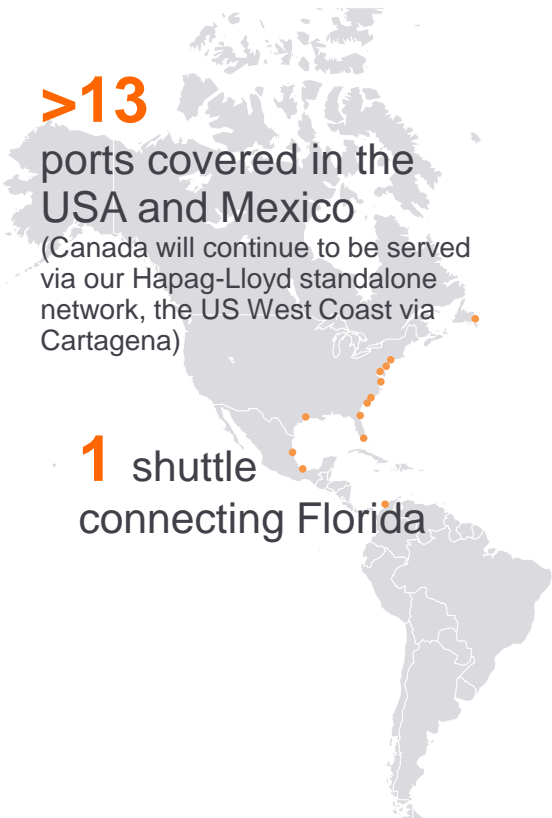 >13
ports covered in the
USA and Mexico
(Canada will continue to be served
via our Hapag-Lloyd standalone
network, the US West Coast via
Cartagena)
1 shuttle
connecting Florida